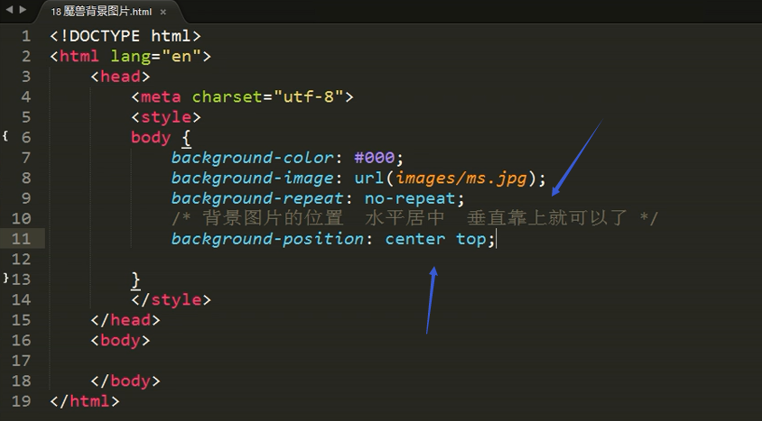 18 魔兽背景图片.html ×
1 <!DOCTYPE html>
2 <html lang="en">
3 <head>
4 <meta charset="utf-8">
5 <style>
6 body {
7 background-color: #000;
8 background-image: url(images/ms.jpg);
9 background-repeat: no-repeat;
10 /* 背景图片的位置 水平居中 垂直靠上就可以了 */
11 background-position: center top;
12
13 }
14 </style>
15 </head>
16 <body>
17
18 </body>
19 </html>